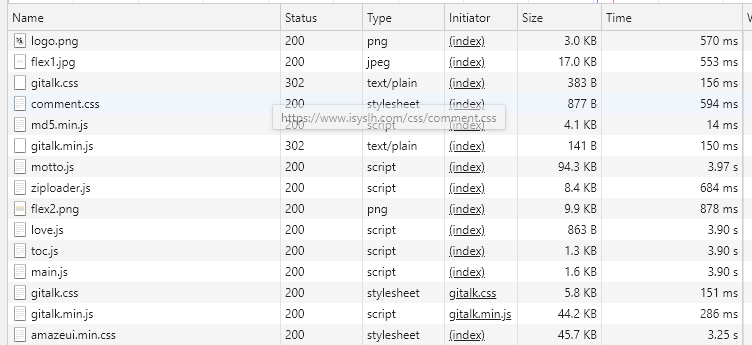 Name Status Type Initiator Size Time
logo.png 200 png (index) 3.0 KB 570 ms
flex1.jpg 200 jpeg (index) 17.0 KB 553 ms
gitalk.css 302 text/plain (index) 383 B 156 ms
comment.css 200 stylesheet (index) 877 B 594 ms
https://www.isyslh.com/css/comment.css
md5.min.js 200 script (index) 4.1 KB 14 ms
gitalk.min.js 302 text/plain (index) 141 B 150 ms
motto.js 200 script (index) 94.3 KB 3.97 s
ziploader.js 200 script (index) 8.4 KB 684 ms
flex2.png 200 png (index) 9.9 KB 878 ms
love.js 200 script (index) 863 B 3.90 s
toc.js 200 script (index) 1.3 KB 3.90 s
main.js 200 script (index) 1.6 KB 3.90 s
gitalk.css 200 stylesheet gitalk.css 5.8 KB 151 ms
gitalk.min.js 200 script gitalk.min.js 44.2 KB 286 ms
amazeui.min.css 200 stylesheet (index) 45.7 KB 3.25 s